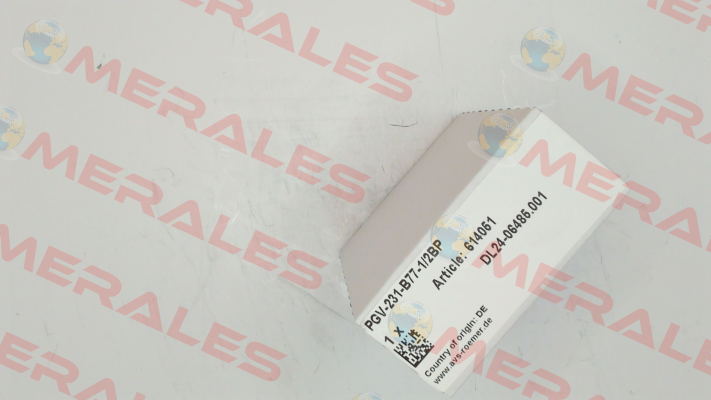 MERALES
MERALES
MERALES
MERALES
MERALES
MERALES
PGV-231-B77-1/2BP
1 x
Article: 614061
DL24-06485.001
Country of origin: DE
www.avs-roemer.de